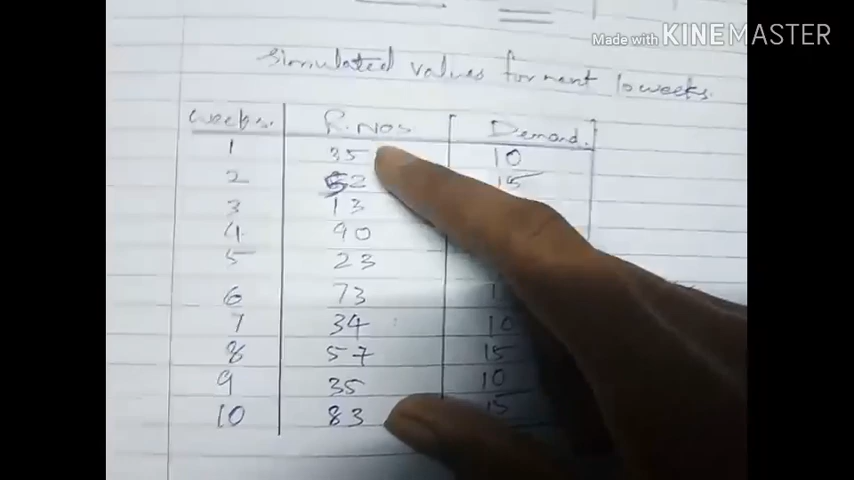 Made with KINEMASTER
Simulated values for next 10 weeks.
Weeks. R.Nos Demand.
1 35 10
2 52 15
3 13
4 90
5 23
6 73
7 34 10
8 57 15
9 35 10
10 83 15